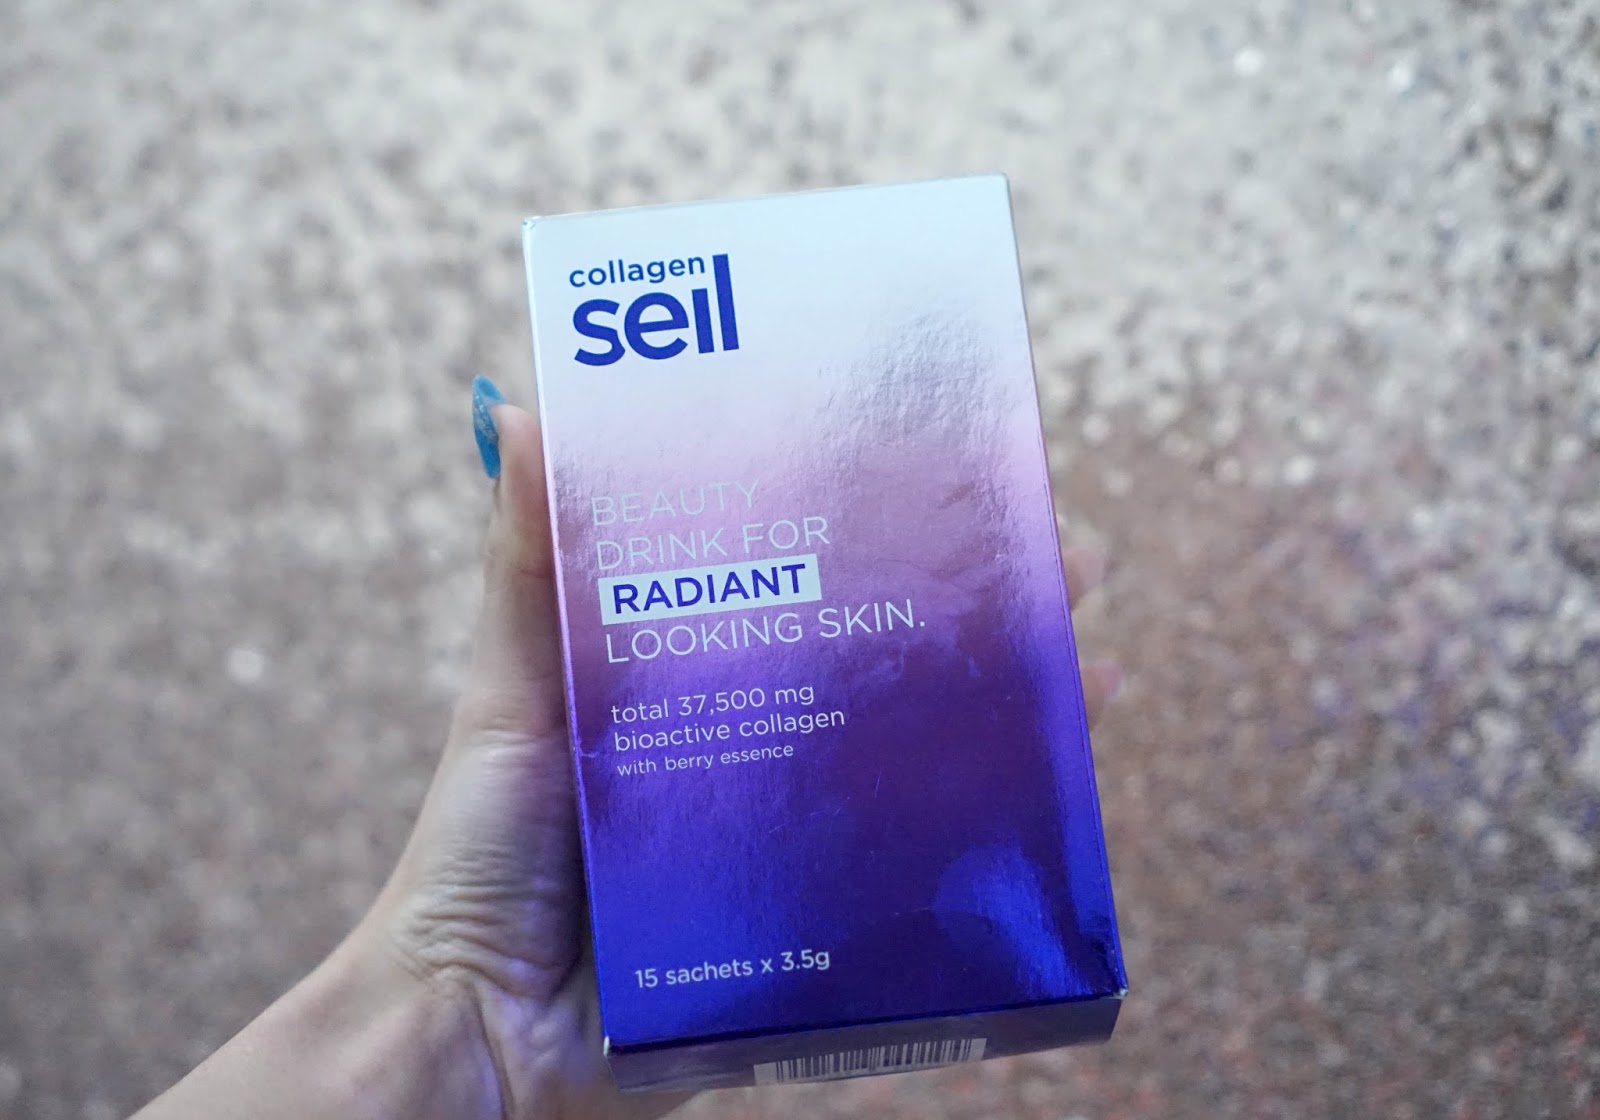 collagen
seıl
BEAUTY
DRINK FOR
RADIANT
LOOKING SKIN.
total 37,500 mg
bioactive collagen
with berry essence
15 sachets x 3.5g